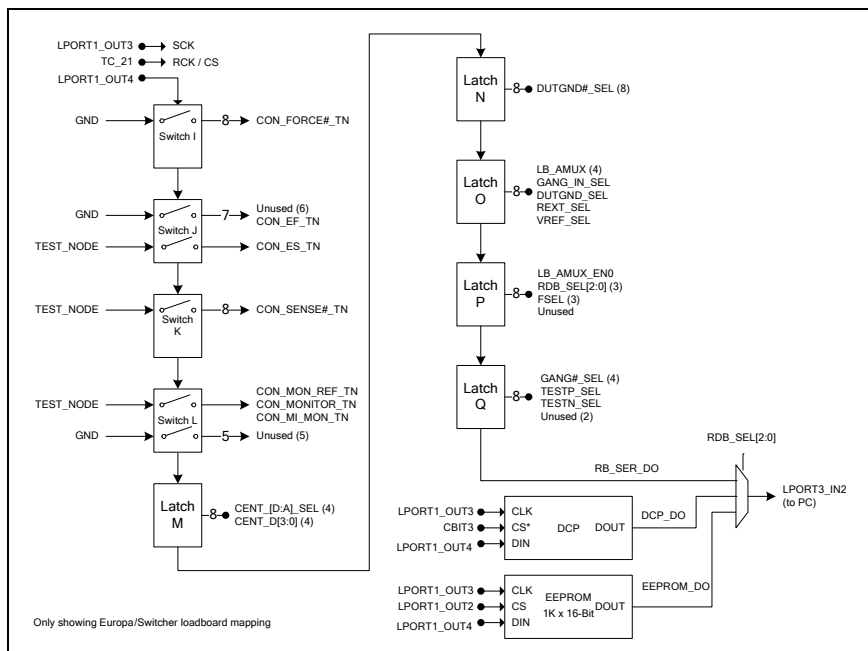 LPORT1_OUT3 SCK
TC_21 RCK / CS
LPORT1_OUT4
GND
Switch I
8
CON_FORCE#_TN
GND
7
Unused (6)
CON_EF_TN
Switch J
TEST_NODE
CON_ES_TN
TEST_NODE
Switch
K
8
CON_SENSE#_TN
TEST_NODE
CON_MON_REF_TN
CON_MONITOR_TN
CON_MI_MON_TN
Switch L
GND
5
Unused (5)
Latch
M
8
CENT_[D:A]_SEL (4)
CENT_D[3:0] (4)
Latch
N
8
DUTGND#_SEL (8)
Latch
O
8
LB_AMUX (4)
GANG_IN_SEL
DUTGND_SEL
REXT_SEL
VREF_SEL
Latch
P
8
LB_AMUX_EN0
RDB_SEL[2:0] (3)
FSEL (3)
Unused
Latch
Q
8
GANG#_SEL (4)
TESTP_SEL
TESTN_SEL
Unused (2)
RDB_SEL[2:0]
RB_SER_DO
LPORT3_IN2
(to PC)
LPORT1_OUT3 CLK
CBIT3 CS* DCP DOUT
LPORT1_OUT4 DIN
DCP_DO
LPORT1_OUT3 CLK
LPORT1_OUT2 CS EEPROM DOUT
1K x 16-Bit
LPORT1_OUT4 DIN
EEPROM_DO
Only showing Europa/Switcher loadboard mapping